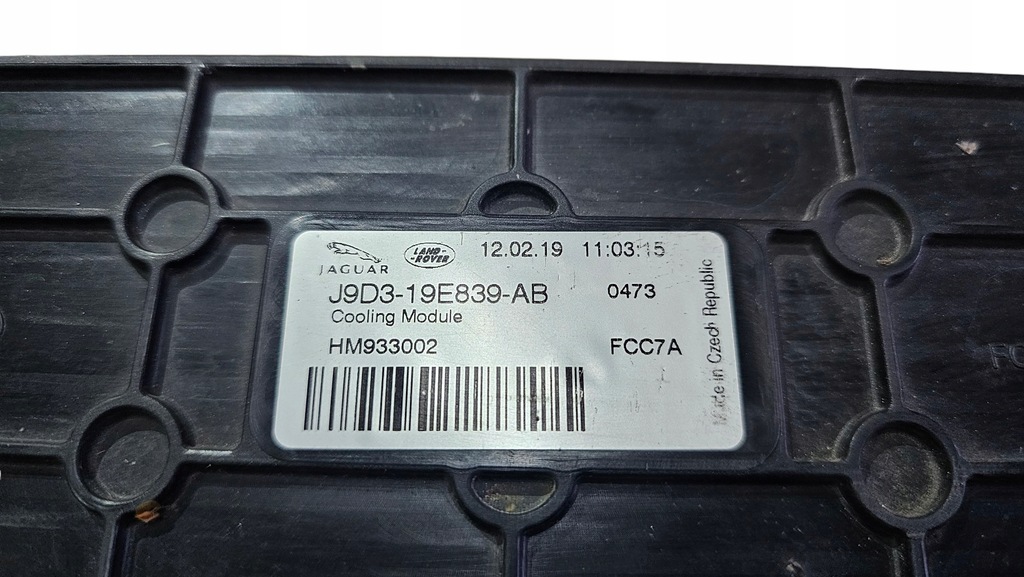 JAGUAR
LAND-
-ROVER
12.02.19 11:03:15
J9D3-19E839-AB 0473
Cooling Module
HM933002 FCC7A
Made in Czech Republic